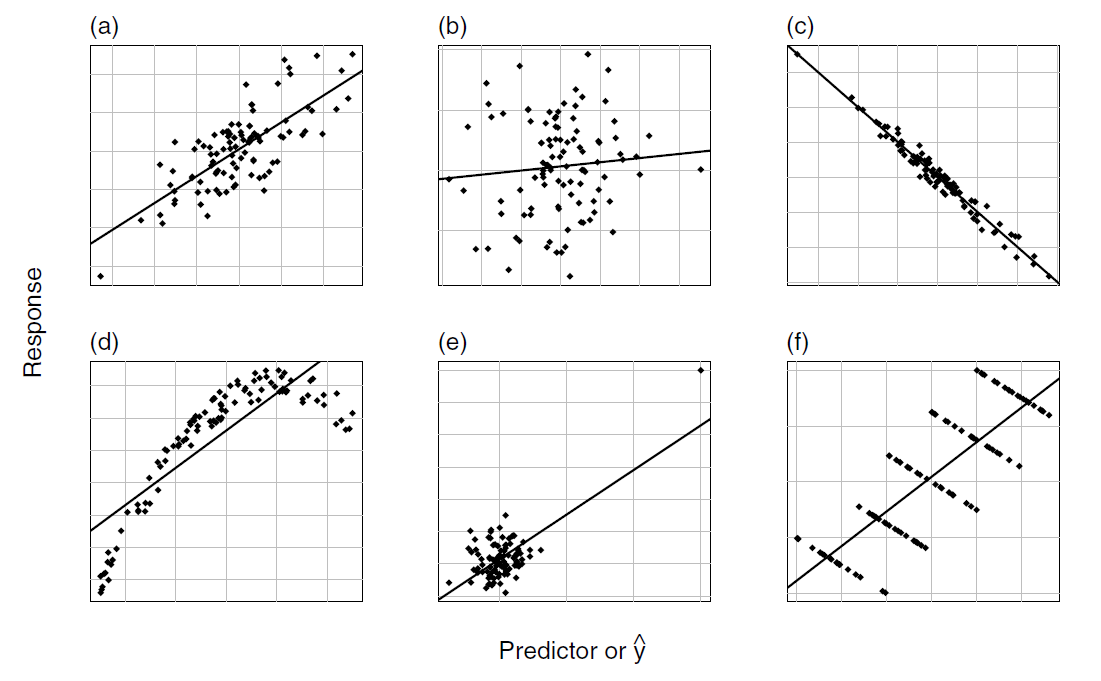 (a)
(b)
(c)
Response
(d)
(e)
(f)
Predictor or ŷ